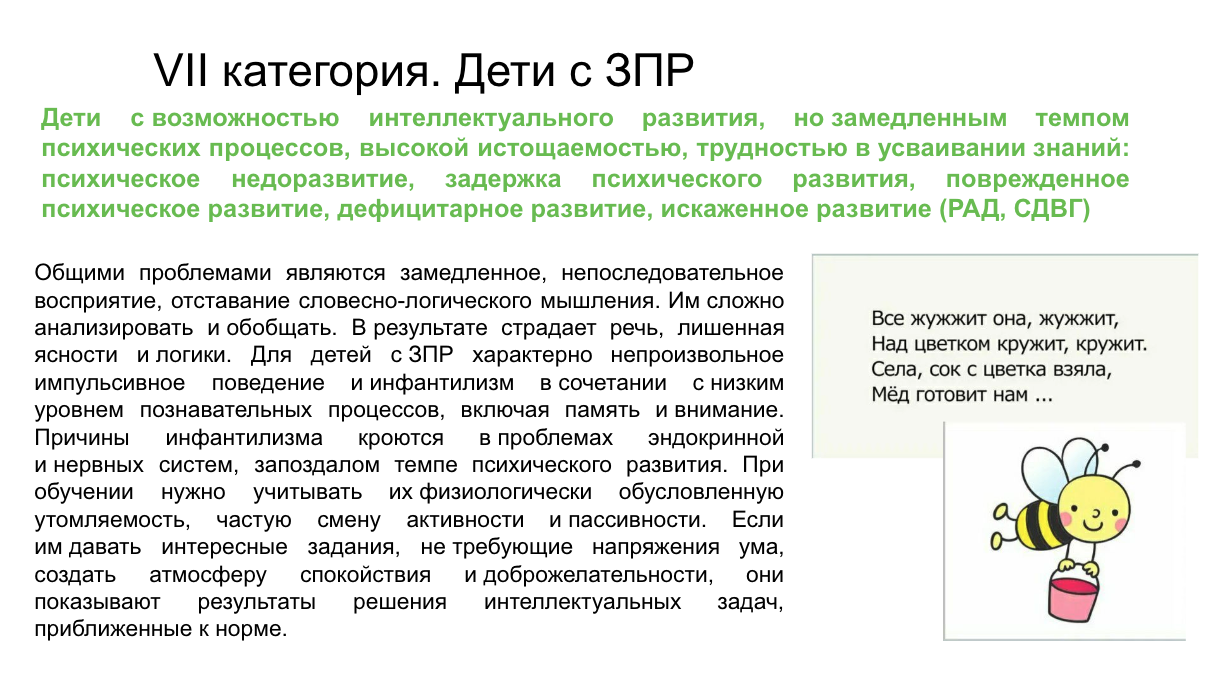 VII категория. Дети с ЗПР
Дети с возможностью интеллектуального развития, но замедленным темпом
психических процессов, высокой истощаемостью, трудностью в усваивании знаний:
психическое недоразвитие, задержка психического развития, поврежденное
психическое развитие, дефицитарное развитие, искаженное развитие (РАД, СДВГ)
Общими проблемами являются замедленное, непоследовательное
восприятие, отставание словесно-логического мышления. Им сложно
анализировать и обобщать. В результате страдает речь, лишенная
ясности и логики. Для детей с ЗПР характерно непроизвольное
импульсивное поведение и инфантилизм в сочетании с низким
уровнем познавательных процессов, включая память и внимание.
Причины инфантилизма кроются в проблемах эндокринной
и нервных систем, запоздалом темпе психического развития. При
обучении нужно учитывать их физиологически обусловленную
утомляемость, частую смену активности и пассивности. Если
им давать интересные задания, не требующие напряжения ума,
создать атмосферу спокойствия и доброжелательности, они
показывают результаты решения интеллектуальных задач,
приближенные к норме.
Все жужжит она, жужжит,
Над цветком кружит, кружит.
Села, сок с цветка взяла,
Мёд готовит нам ...